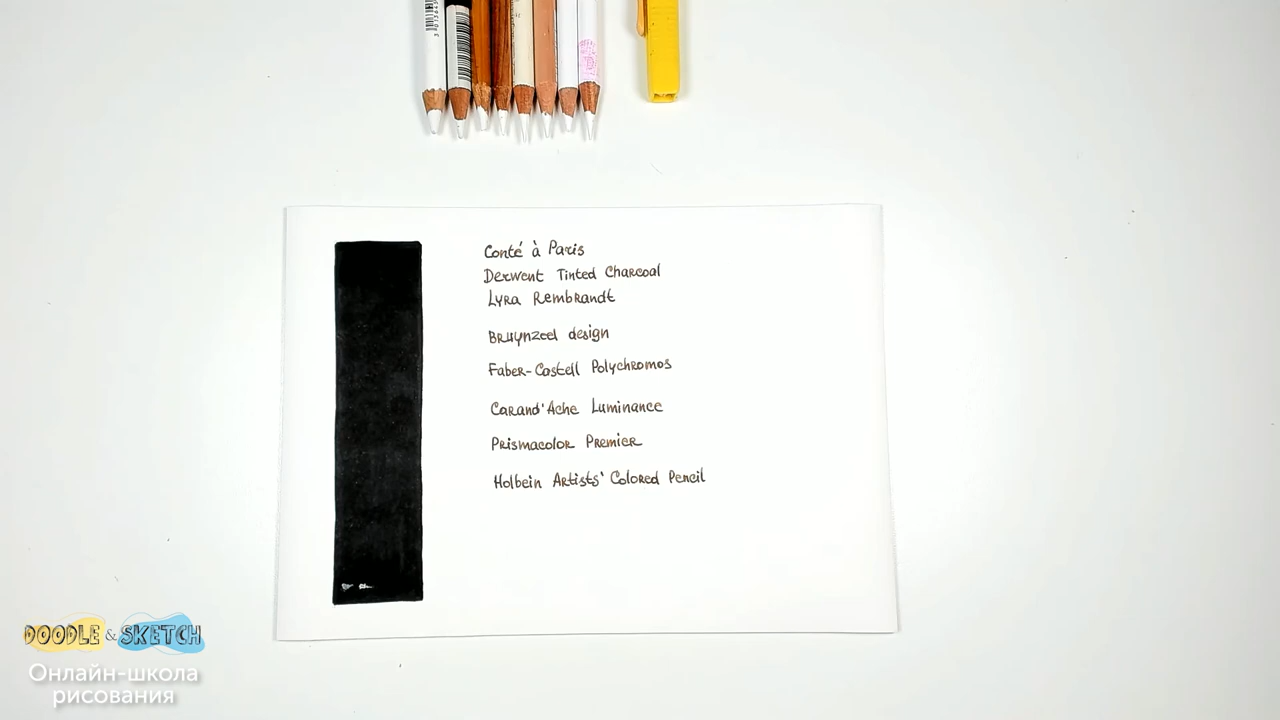 Conté à Paris
Derwent Tinted Charcoal
Lyra Rembrandt
Bruynzeel design
Faber-Castell Polychromos
Carand'Ache Luminance
Prismacolor Premier
Holbein Artists' Colored Pencil
DOODLE & SKETCH
Онлайн-школа
рисования